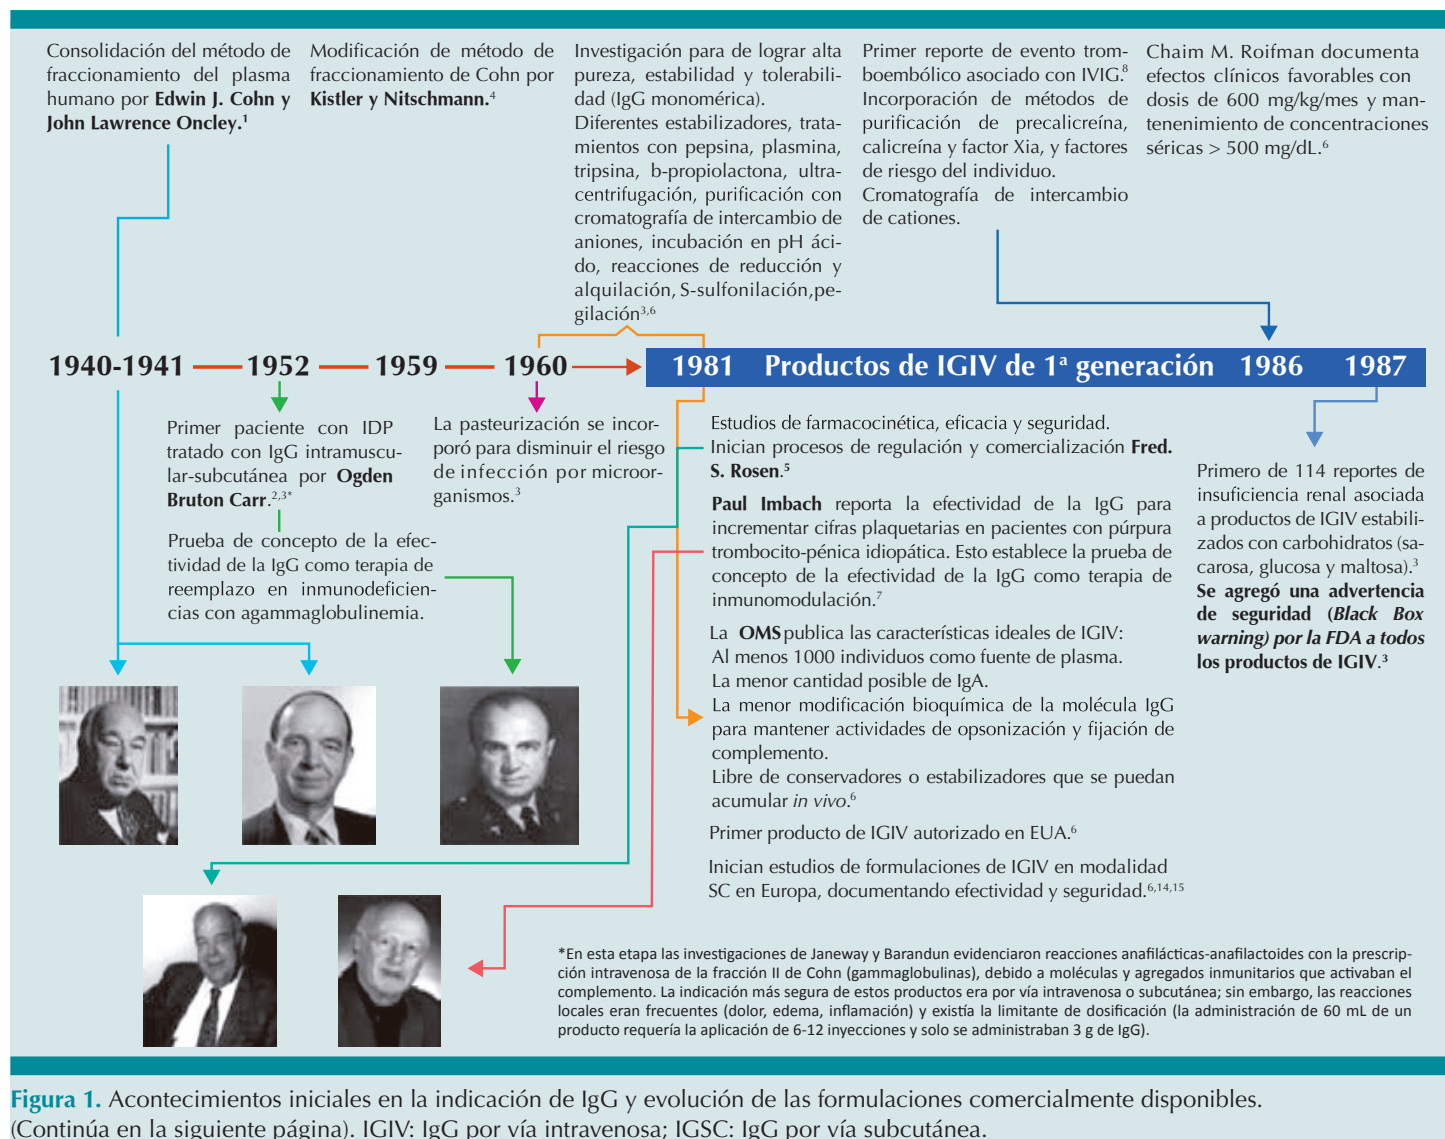 Consolidación del método de
fraccionamiento del plasma
humano por Edwin J. Cohn y
John Lawrence Oncley.1
Modificación de método de
fraccionamiento de Cohn por
Kistler y Nitschmann.4
Investigación para de lograr alta
pureza, estabilidad y tolerabili-
dad (IgG monomérica).
Diferentes estabilizadores, trata-
mientos con pepsina, plasmina,
tripsina, b-propiolactona, ultra-
centrifugación, purificación con
cromatografía de intercambio de
aniones, incubación en pH áci-
do, reacciones de reducción y
alquilación, S-sulfonilación,pe-
gilación3,6
Primer reporte de evento trom-
boembólico asociado con IVIG.8
Incorporación de métodos de
purificación de precalicreína,
calicreína y factor Xia, y factores
de riesgo del individuo.
Cromatografía de intercambio
de cationes.
Chaim M. Roifman documenta
efectos clínicos favorables con
dosis de 600 mg/kg/mes y man-
tenenimiento de concentraciones
séricas > 500 mg/dL.6
1940-1941 1952 1959 1960 1981 Productos de IGIV de 1ª generación 1986 1987
Primer paciente con IDP
tratado con IgG intramuscu-
lar-subcutánea por Ogden
Bruton Carr.2,3*
Prueba de concepto de la efec-
tividad de la IgG como terapia de
reemplazo en inmunodeficien-
cias con agammaglobulinemia.
La pasteurización se incor-
poró para disminuir el riesgo
de infección por microor-
ganismos.3
Estudios de farmacocinética, eficacia y seguridad.
Inician procesos de regulación y comercialización Fred.
S. Rosen.5
Paul Imbach reporta la efectividad de la IgG para
incrementar cifras plaquetarias en pacientes con púrpura
trombocito-pénica idiopática. Esto establece la prueba de
concepto de la efectividad de la IgG como terapia de
inmunomodulación.7
La OMS publica las características ideales de IGIV:
Al menos 1000 individuos como fuente de plasma.
La menor cantidad posible de IgA.
La menor modificación bioquímica de la molécula IgG
para mantener actividades de opsonización y fijación de
complemento.
Libre de conservadores o estabilizadores que se puedan
acumular in vivo.6
Primer producto de IGIV autorizado en EUA.6
Inician estudios de formulaciones de IGIV en modalidad
SC en Europa, documentando efectividad y seguridad.6,14,15
Primero de 114 reportes de
insuficiencia renal asociada
a productos de IGIV estabili-
zados con carbohidratos (sa-
carosa, glucosa y maltosa).3
Se agregó una advertencia
de seguridad (Black Box
warning) por la FDA a todos
los productos de IGIV.3
*En esta etapa las investigaciones de Janeway y Barandun evidenciaron reacciones anafilácticas-anafilactoides con la prescrip-
ción intravenosa de la fracción II de Cohn (gammaglobulinas), debido a moléculas y agregados inmunitarios que activaban el
complemento. La indicación más segura de estos productos era por vía intravenosa o subcutánea; sin embargo, las reacciones
locales eran frecuentes (dolor, edema, inflamación) y existía la limitante de dosificación (la administración de 60 mL de un
producto requería la aplicación de 6-12 inyecciones y solo se administraban 3 g de IgG).
Figura 1. Acontecimientos iniciales en la indicación de IgG y evolución de las formulaciones comercialmente disponibles.
(Continúa en la siguiente página). IGIV: IgG por vía intravenosa; IGSC: IgG por vía subcutánea.